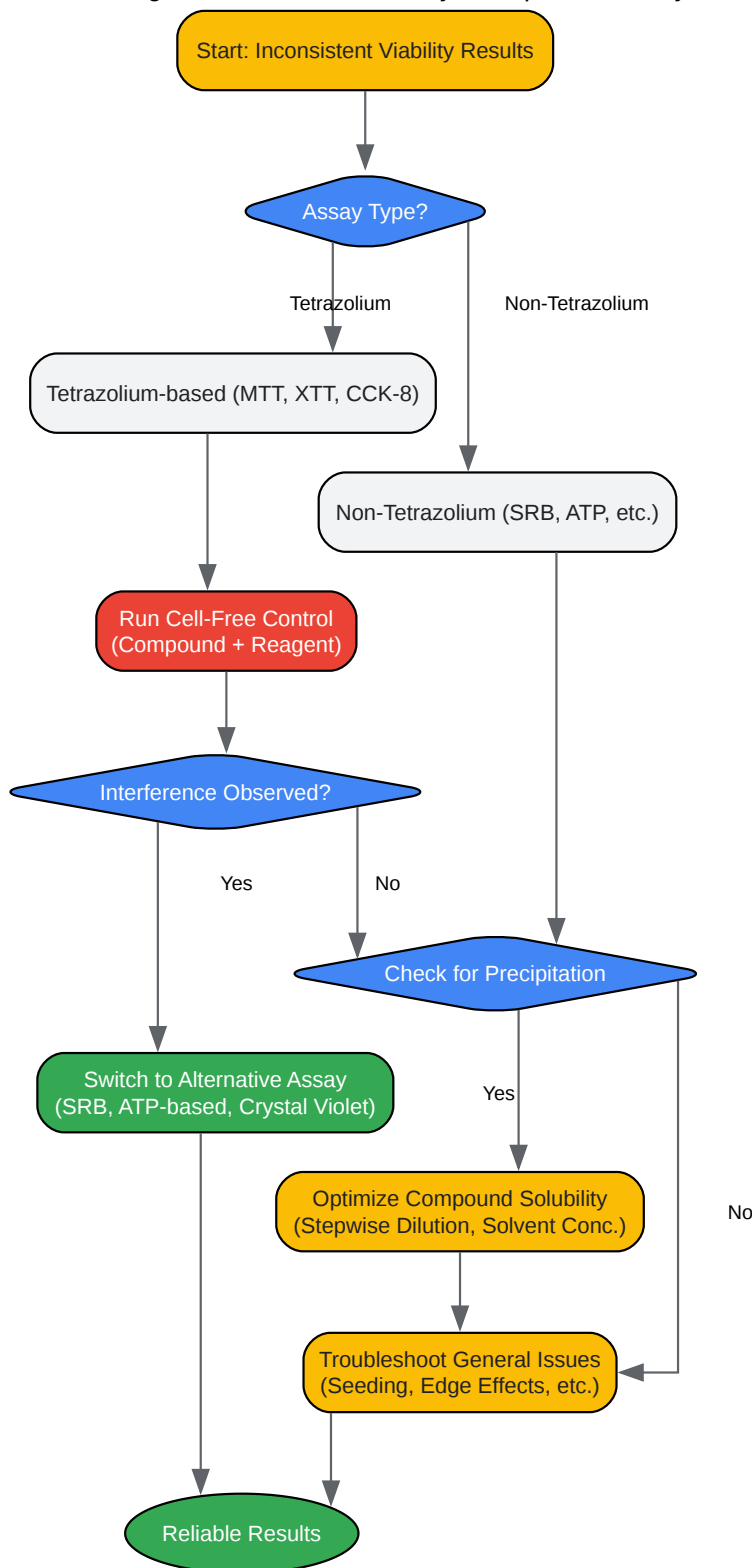 Start: Inconsistent Viability Results
Assay Type?
Tetrazolium
Non-Tetrazolium
Tetrazolium-based (MTT, XTT, CCK-8)
Non-Tetrazolium (SRB, ATP, etc.)
Run Cell-Free Control
(Compound + Reagent)
Interference Observed?
Yes
No
Check for Precipitation
Switch to Alternative Assay
(SRB, ATP-based, Crystal Violet)
Yes
Optimize Compound Solubility
(Stepwise Dilution, Solvent Conc.)
No
Troubleshoot General Issues
(Seeding, Edge Effects, etc.)
Reliable Results